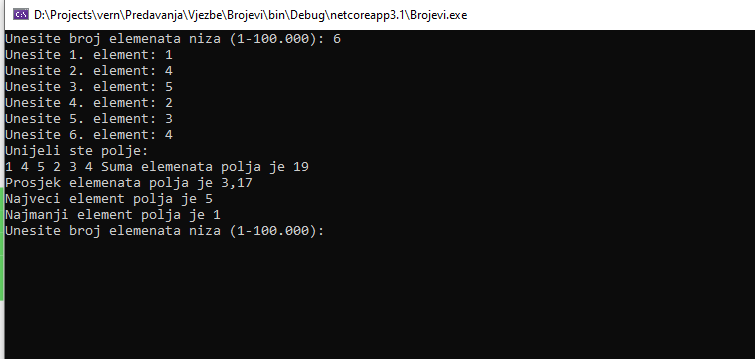 D:\Projects\vern\Predavanja\Vjezbe\Brojevi\bin\Debug\netcoreapp3.1\Brojevi.exe
Unesite broj elemenata niza (1-100.000): 6
Unesite 1. element: 1
Unesite 2. element: 4
Unesite 3. element: 5
Unesite 4. element: 2
Unesite 5. element: 3
Unesite 6. element: 4
Unijeli ste polje:
1 4 5 2 3 4 Suma elemenata polja je 19
Prosjek elemenata polja je 3,17
Najveci element polja je 5
Najmanji element polja je 1
Unesite broj elemenata niza (1-100.000):